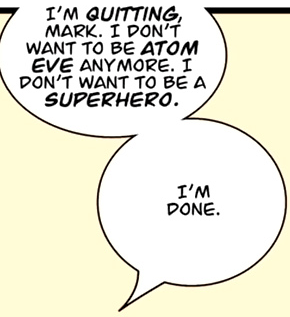 I'M QUITTING,
MARK. I DON'T
WANT TO BE ATOM
EVE ANYMORE. I
DON'T WANT TO BE A
SUPERHERO.
I'M
DONE.